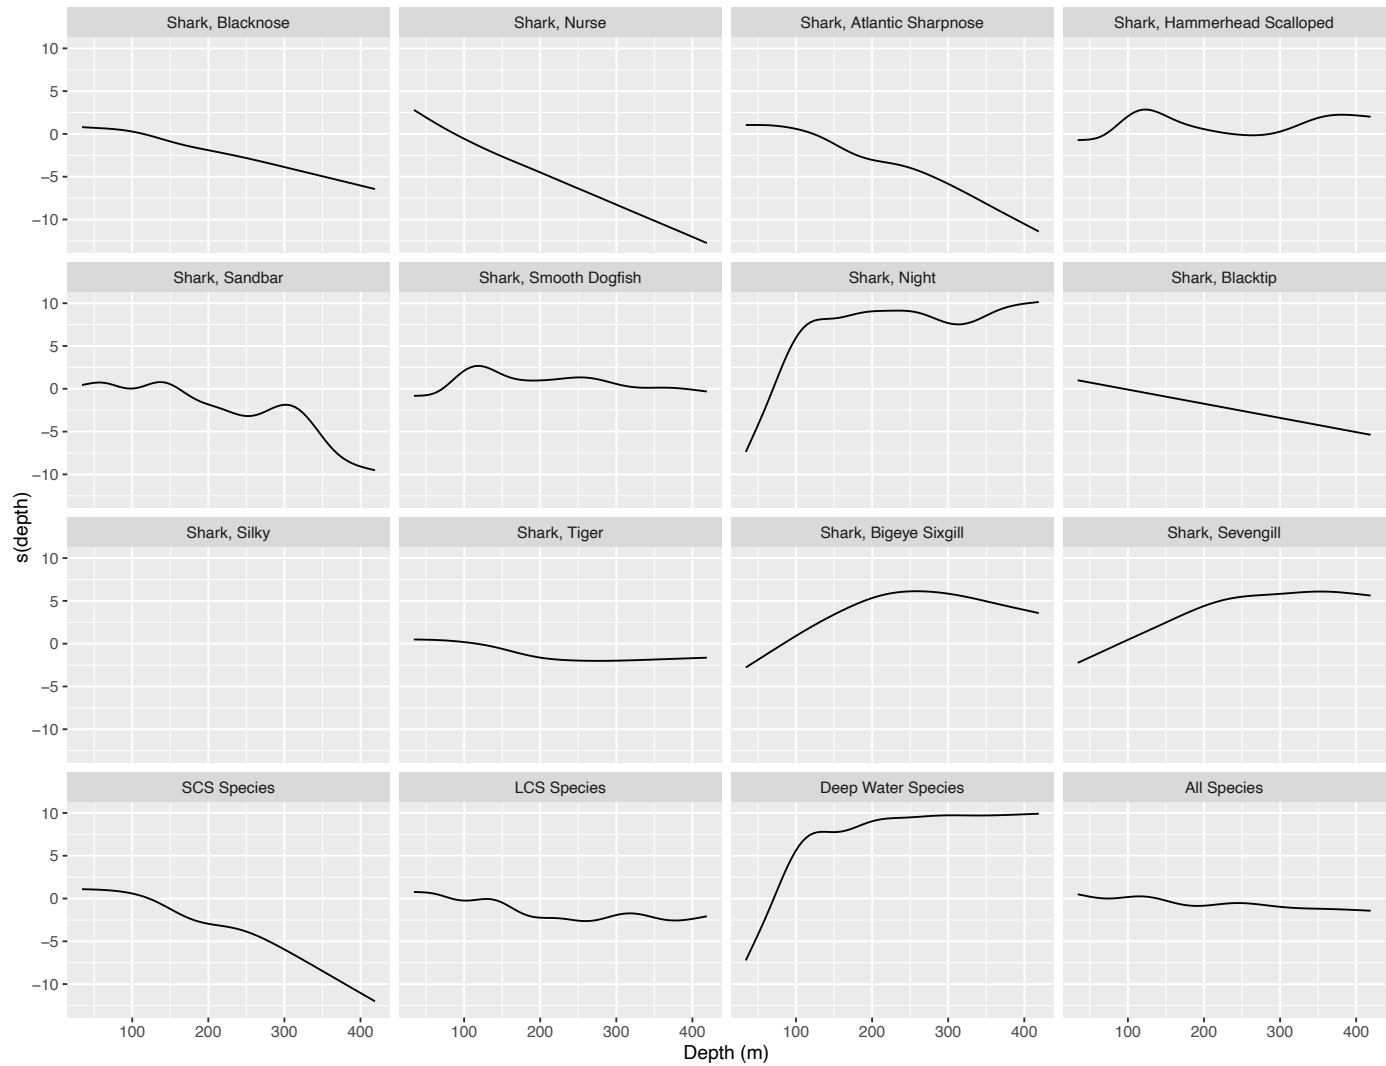 Shark, Blacknose
Shark, Nurse
Shark, Atlantic Sharpnose
Shark, Hammerhead Scalloped
10
5
0
−5
−10
Shark, Sandbar
Shark, Smooth Dogfish
Shark, Night
Shark, Blacktip
10
5
0
−5
−10
Shark, Silky
Shark, Tiger
Shark, Bigeye Sixgill
Shark, Sevengill
10
5
0
−5
−10
SCS Species
LCS Species
Deep Water Species
All Species
10
5
0
−5
−10
s(depth)
100 200 300 400
100 200 300 400
100 200 300 400
100 200 300 400
Depth (m)